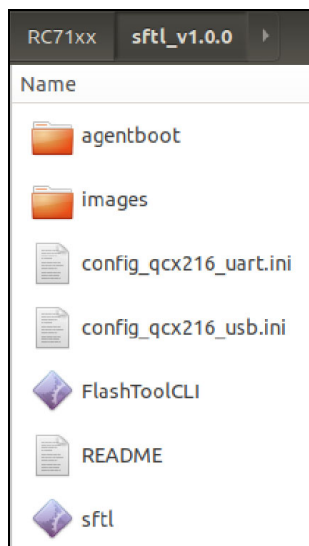 RC71xx sftl_v1.0.0
Name
agentboot
images
config_qcx216_uart.ini
config_qcx216_usb.ini
FlashToolCLI
README
sftl